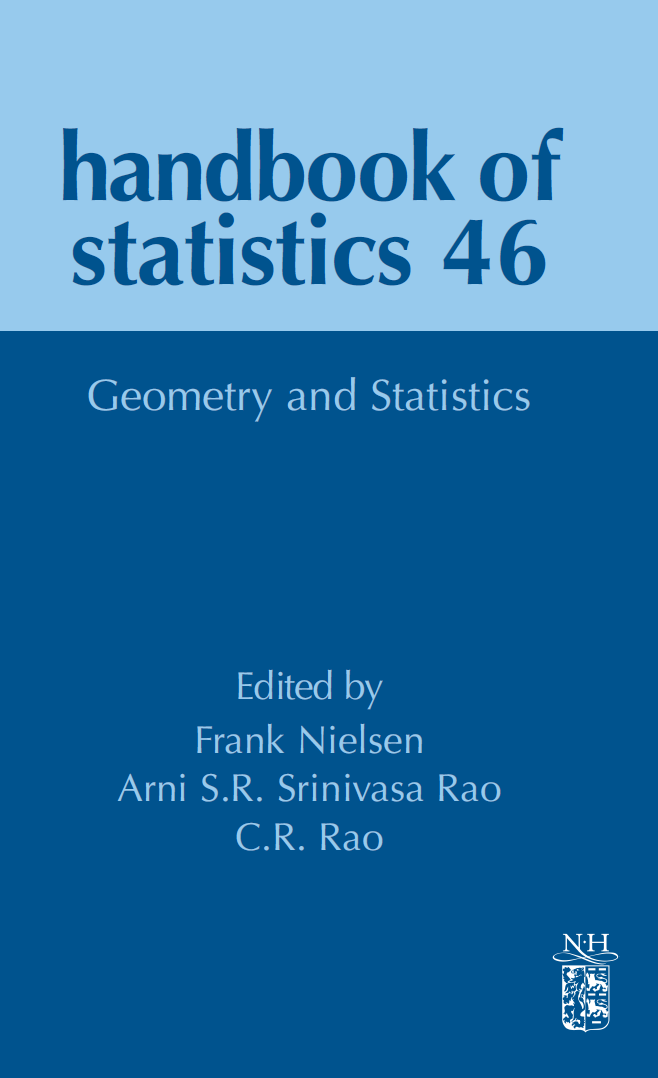 handbook of
statistics 46
Geometry and Statistics
Edited by
Frank Nielsen
Arni S.R. Srinivasa Rao
C.R. Rao
N·H